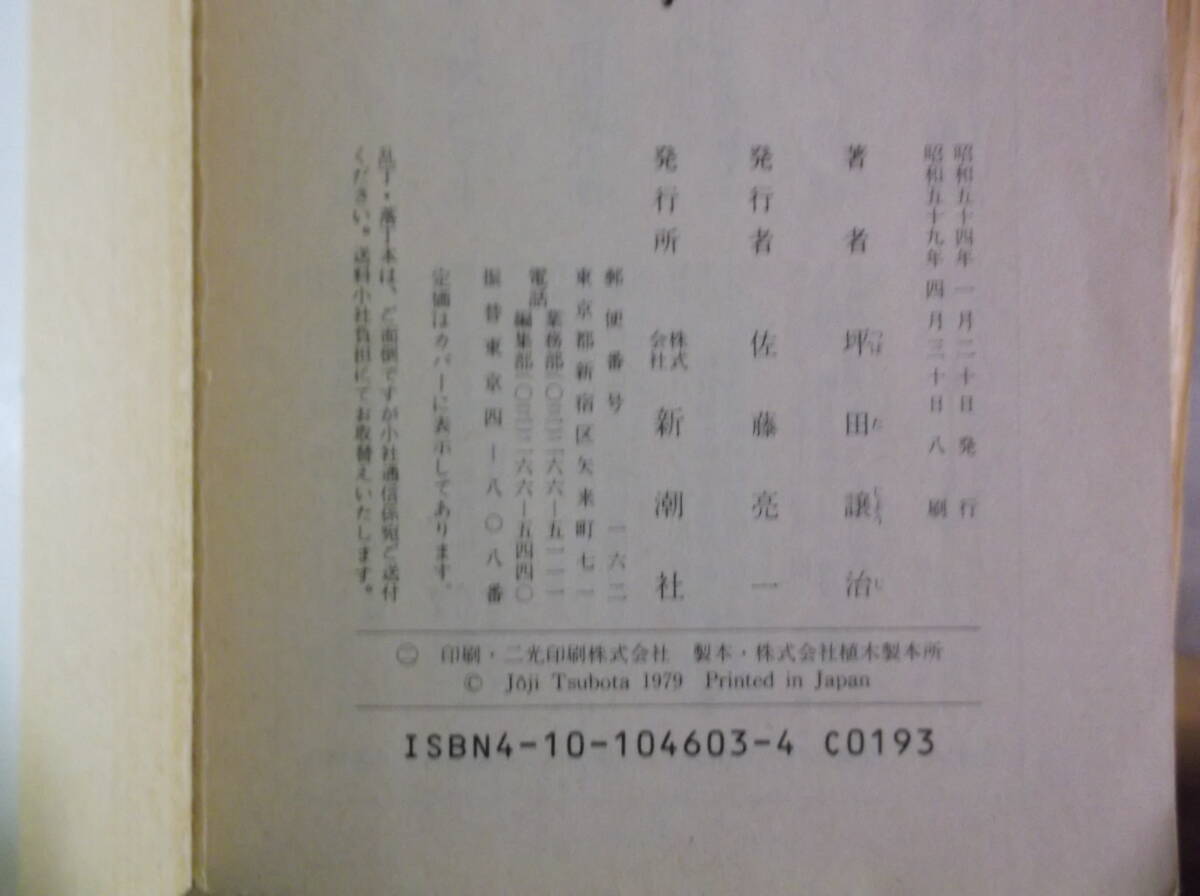 昭和五十四年 一月二十日 発行
昭和五十九年 四月三十日 八刷
著者 坪田譲治
つぼ た じょう じ
発行者 佐藤亮一
発行所 株式会社 新潮社
郵便番号 一六二
東京都新宿区矢来町七一
電話 業務部(〇三)二六六―五一一一
編集部(〇三)二六六―五四四〇
振替東京四―八〇八番
定価はカバーに表示してあります。
乱丁・落丁本は、ご面倒ですが小社通信係宛ご送付
ください。送料小社負担にてお取替えいたします。
印刷・二光印刷株式会社 製本・株式会社植木製本所
© Jôji Tsubota 1979 Printed in Japan
ISBN4-10-104603-4 C0193